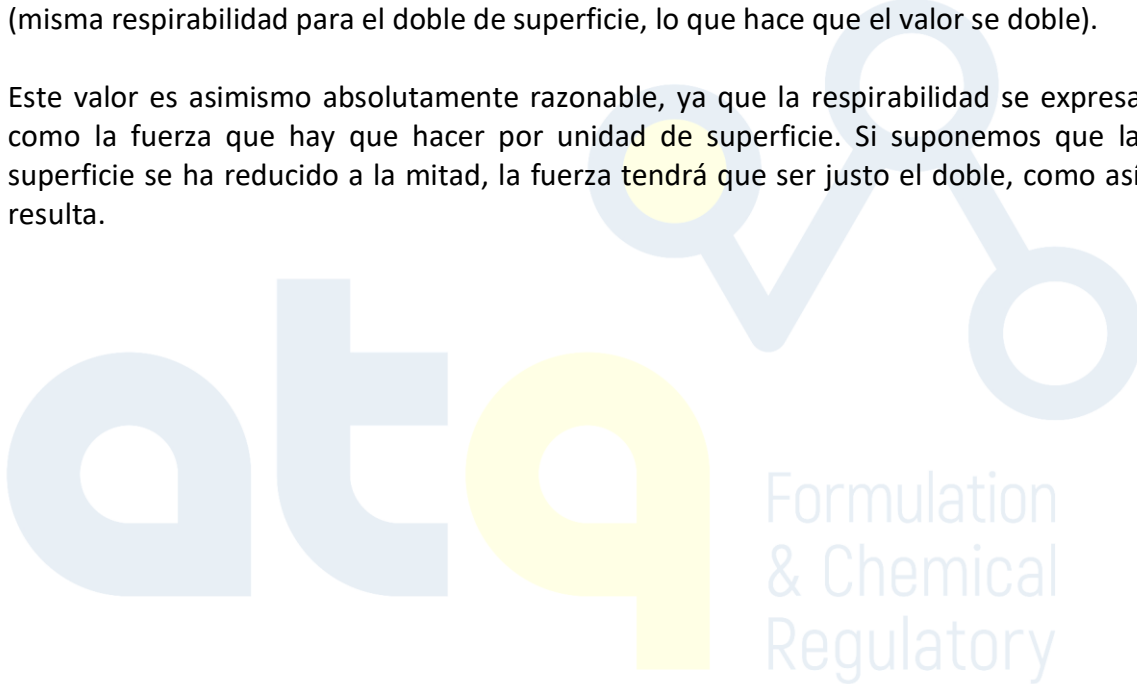 (misma respirabilidad para el doble de superficie, lo que hace que el valor se doble).
Este valor es asimismo absolutamente razonable, ya que la respirabilidad se expresa
como la fuerza que hay que hacer por unidad de superficie. Si suponemos que la
superficie se ha reducido a la mitad, la fuerza tendrá que ser justo el doble, como así
resulta.
atq
Formulation
& Chemical
Regulatory